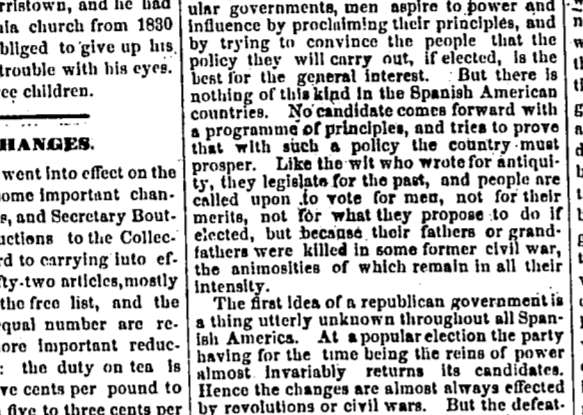 rristown, and he had
nia church from 1830
bliged to give up his
trouble with his eyes.
ree children.
HANGES.
went into effect on the
ome important chan-
s, and Secretary Bout-
uctions to the Collec-
rd to carrying into ef-
fty-two articles, mostly
the free list, and the
qual number are re-
ore important reduc-
: the duty on tea is
ve cents per pound to
five to three cents per
ular governments, men aspire to power and
influence by proclaiming their principles, and
by trying to convince the people that the
policy they will carry out, if elected, is the
best for the general interest. But there is
nothing of this kind in the Spanish American
countries. No candidate comes forward with
a programme of principles, and tries to prove
that with such a policy the country must
prosper. Like the wit who wrote for antiqui-
ty, they legislate for the past, and people are
called upon to vote for men, not for their
merits, not for what they propose to do if
elected, but because their fathers or grand-
fathers were killed in some former civil war,
the animosities of which remain in all their
intensity.
The first idea of a republican government is
a thing utterly unknown throughout all Span-
ish America. At a popular election the party
having for the time being the reins of power
almost invariably returns its candidates.
Hence the changes are almost always effected
by revolutions or civil wars. But the defeat-